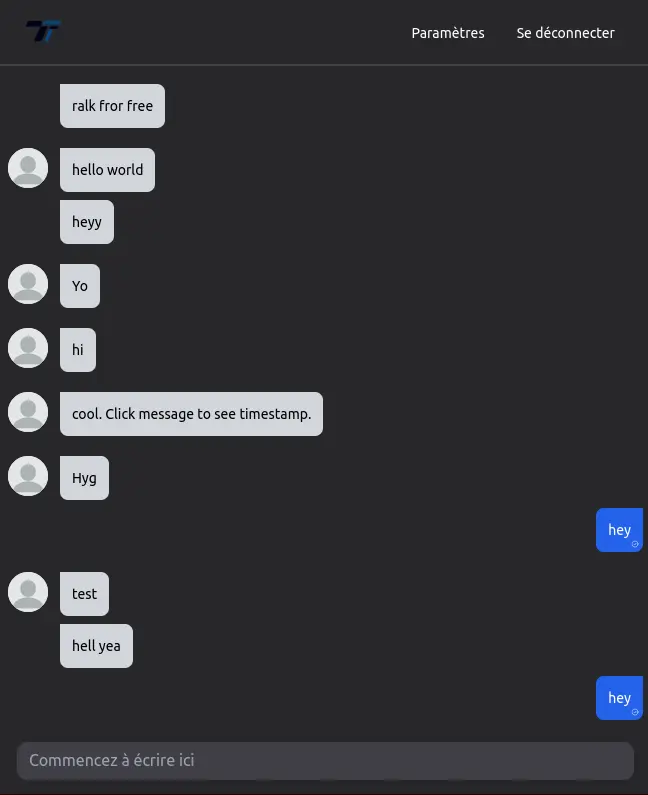 Paramètres Se déconnecter
ralk fror free
hello world
heyy
Yo
hi
cool. Click message to see timestamp.
Hyg
hey
test
hell yea
hey
Commencez à écrire ici